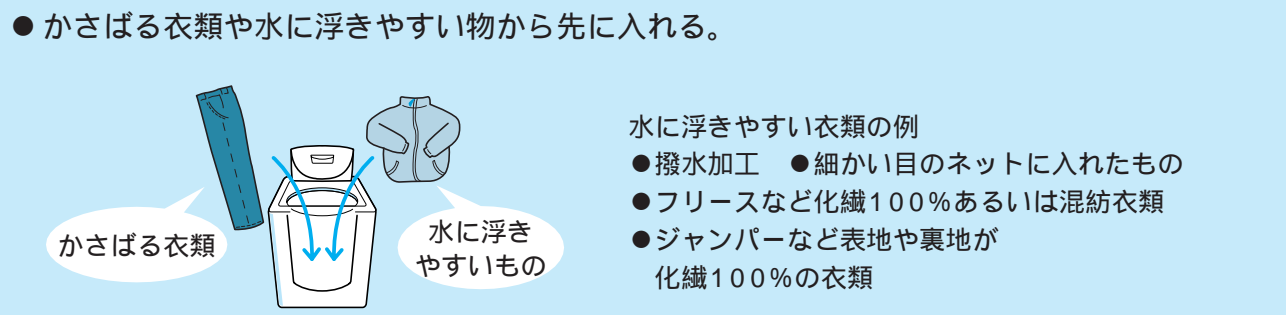 ●かさばる衣類や水に浮きやすい物から先に入れる。
かさばる衣類
水に浮き
やすいもの
水に浮きやすい衣類の例
●撥水加工　●細かい目のネットに入れたもの
●フリースなど化繊100%あるいは混紡衣類
●ジャンパーなど表地や裏地が
化繊100%の衣類